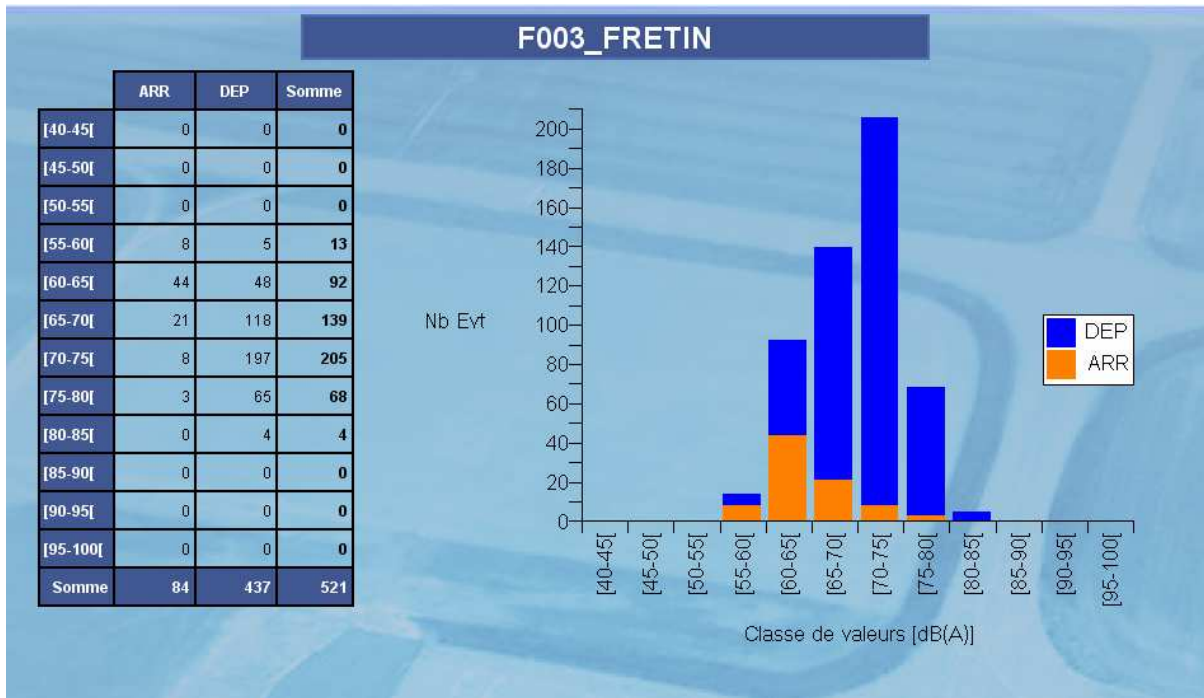 F003_FRETIN
ARR DEP Somme
[40-45[ 0 0 0
[45-50[ 0 0 0
[50-55[ 0 0 0
[55-60[ 8 5 13
[60-65[ 44 48 92
[65-70[ 21 118 139
[70-75[ 8 197 205
[75-80[ 3 65 68
[80-85[ 0 4 4
[85-90[ 0 0 0
[90-95[ 0 0 0
[95-100[ 0 0 0
Somme 84 437 521
Nb Evt
200
180
160
140
120
100
80
60
40
20
0
[40-45[
[45-50[
[50-55[
[55-60[
[60-65[
[65-70[
[70-75[
[75-80[
[80-85[
[85-90[
[90-95[
[95-100[
Classe de valeurs [dB(A)]
DEP
ARR